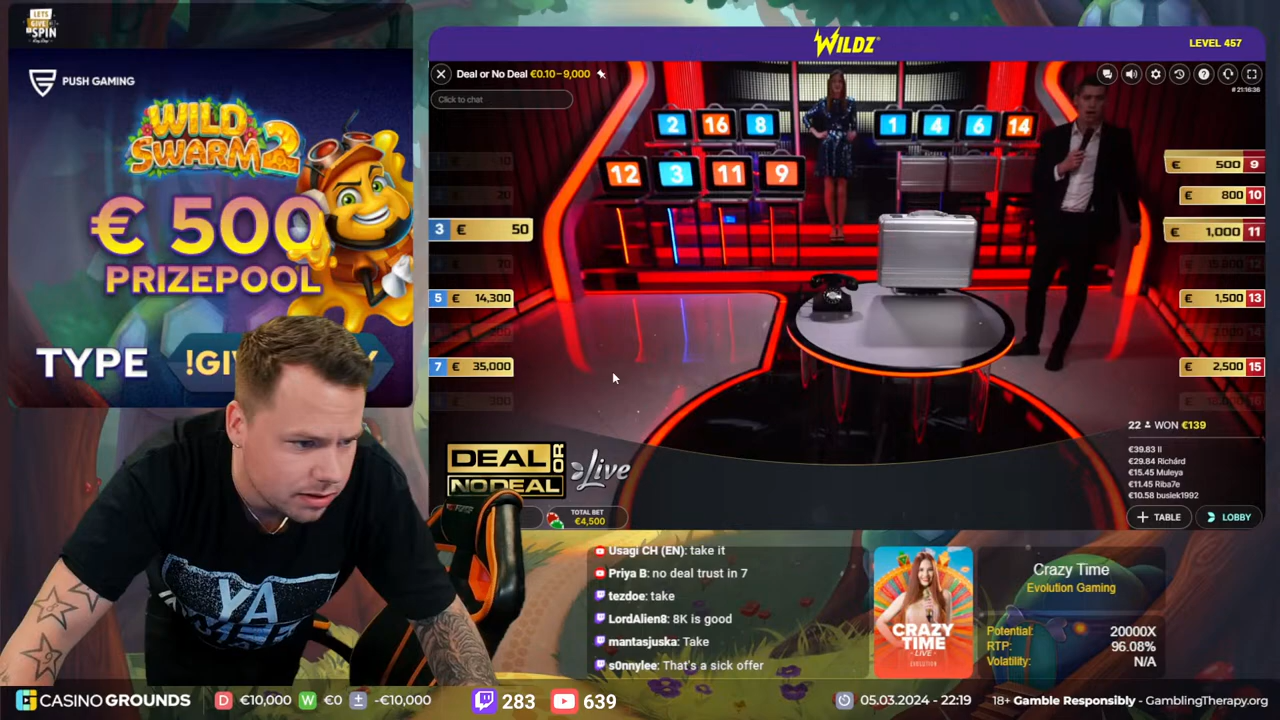 LETS
GIVE
SPIN
PUSH GAMING
WILD
SWARM 2
€ 500
PRIZEPOOL
TYPE !GI
WILDZ
LEVEL 457
Deal or No Deal €0.10–9,000
# 21:16:36
Click to chat
2 16 8 1 4 6 14
12 3 11 9
3 € 50
5 € 14,300
7 € 35,000
€ 500 9
€ 800 10
€ 1,000 11
€ 1,500 13
€ 2,500 15
22 WON €139
€39.83 II
€29.84 Richárd
€15.45 Muleya
€11.45 Riba7e
€10.58 busiek1992
DEAL OR
NO DEAL Live
TOTAL BET
€4,500
+ TABLE
LOBBY
Usagi CH (EN): take it
Priya B: no deal trust in 7
tezdoe: take
LordAlien8: 8K is good
mantasjuska: Take
s0nnylee: That's a sick offer
CRAZY
TIME
LIVE
EVOLUTION
Crazy Time
Evolution Gaming
Potential: 20000X
RTP: 96.08%
Volatility: N/A
CASINOGROUNDS D €10,000 W €0 ± -€10,000 283 639 05.03.2024 - 22:19 18+ Gamble Responsibly - GamblingTherapy.org